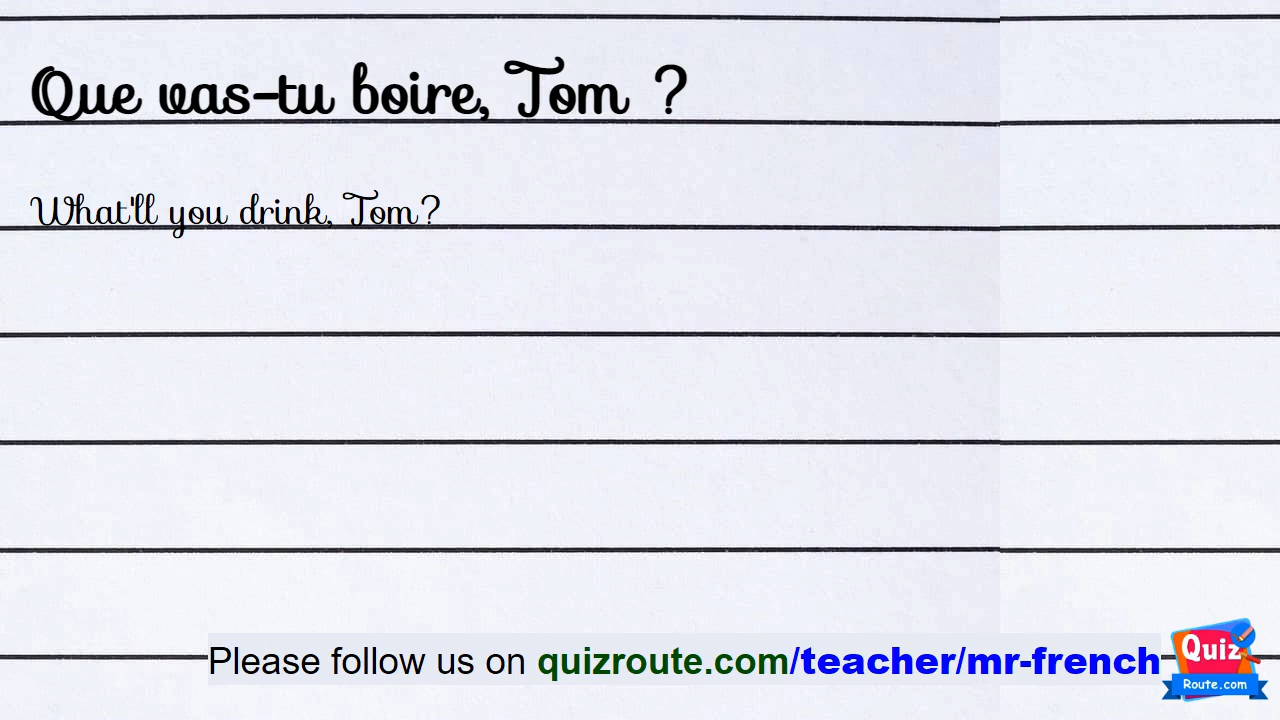 Que vas-tu boire, Tom ?
What'll you drink, Tom?
Please follow us on quizroute.com/teacher/mr-french
Quiz
Route.com